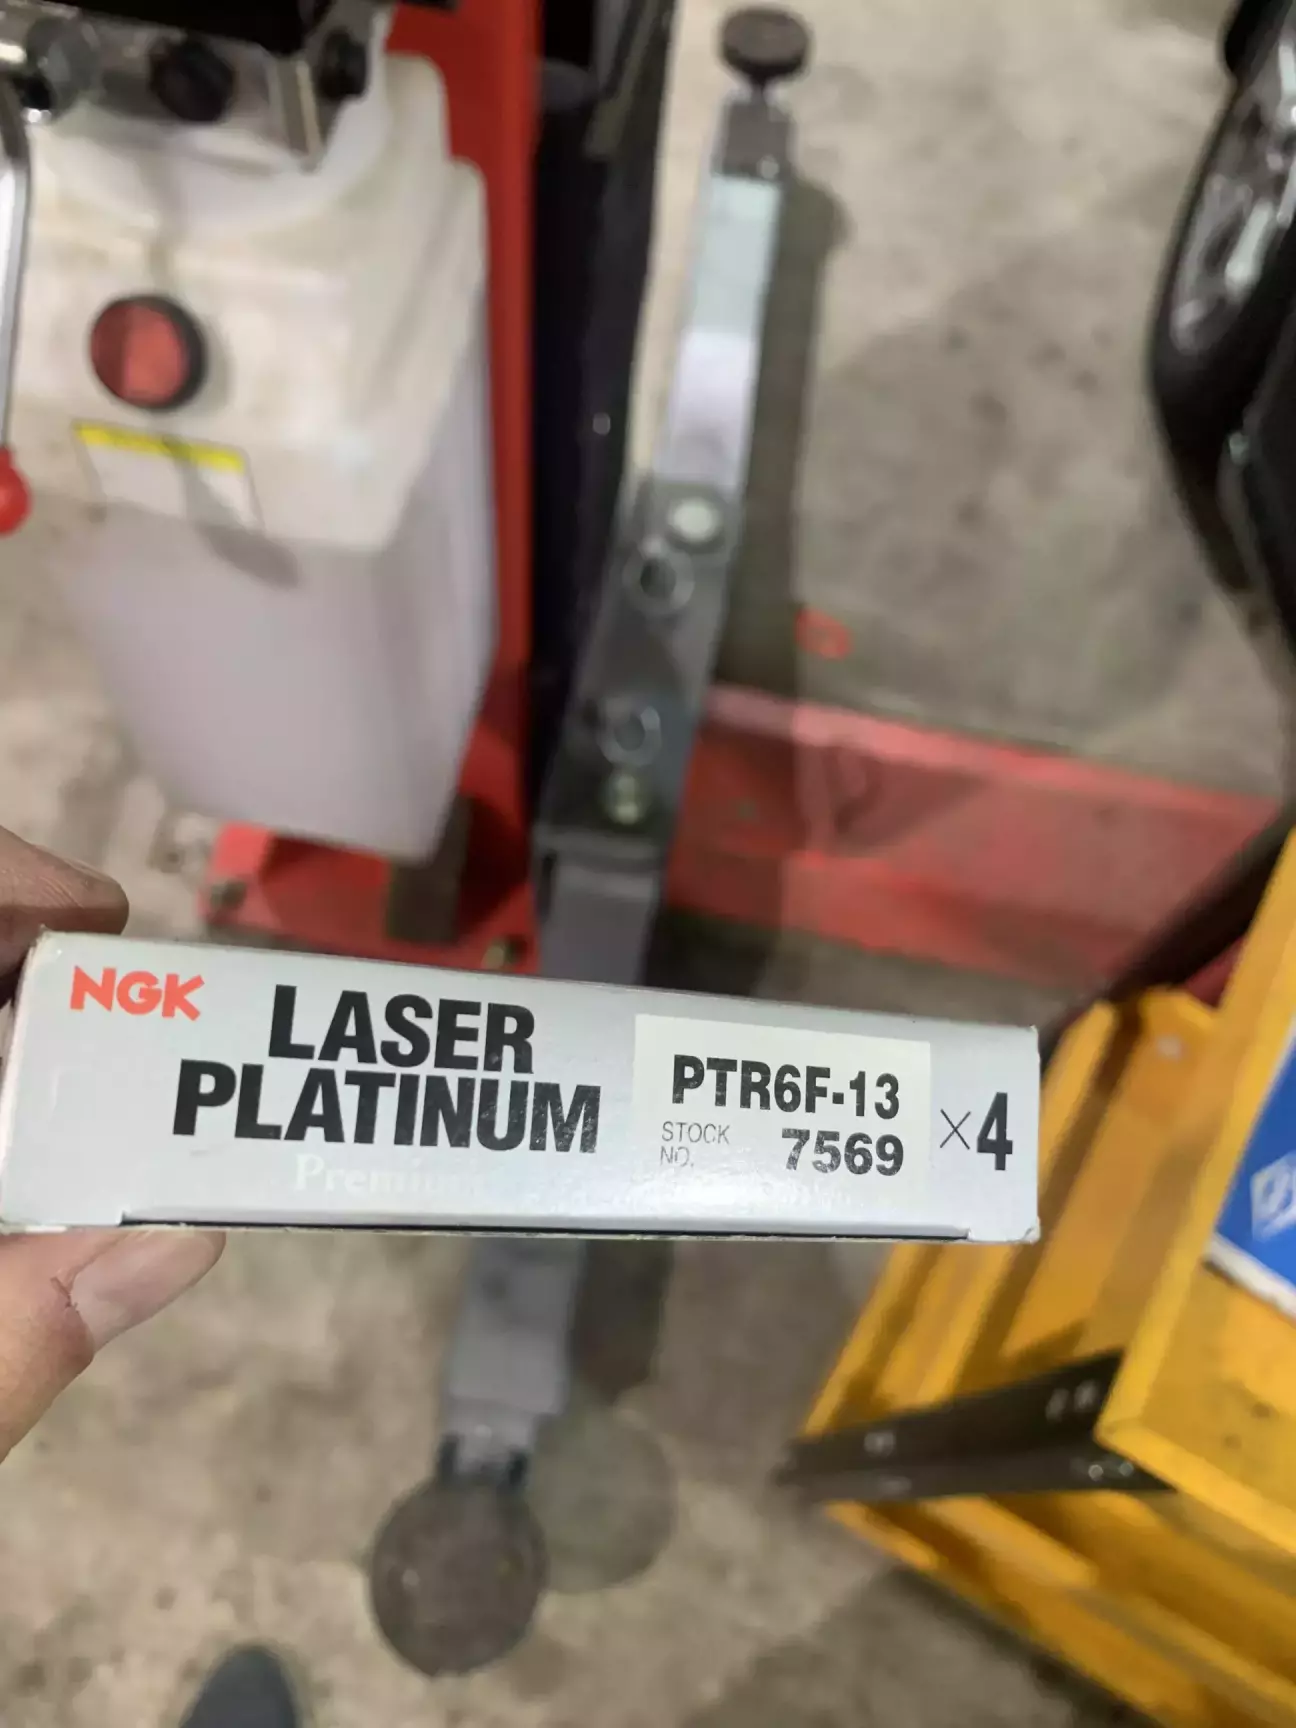 NGK
LASER
PLATINUM
PTR6F-13
STOCK
NO.
7569
×4